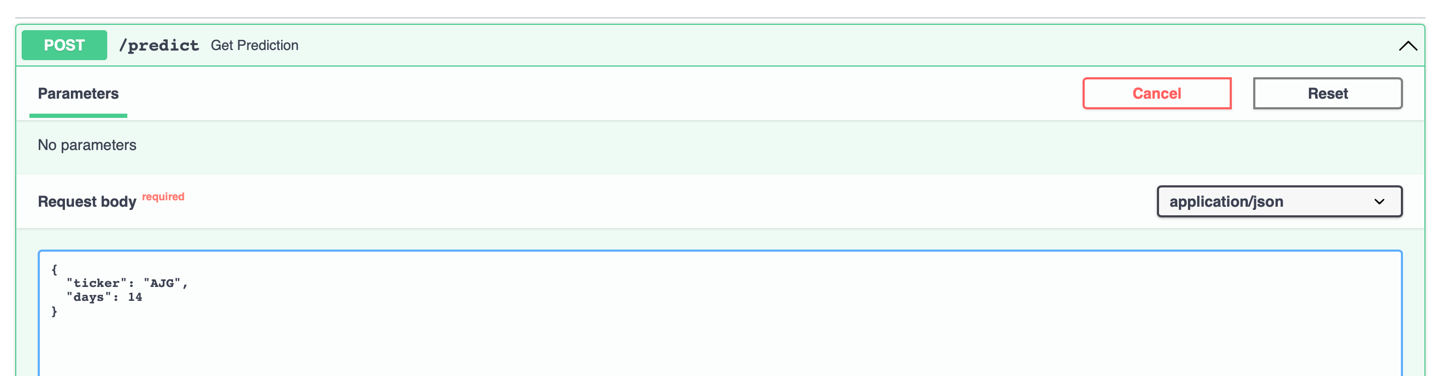 POST /predict Get Prediction
Parameters Cancel Reset
No parameters
Request body required application/json
{
  "ticker": "AJG",
  "days": 14
}